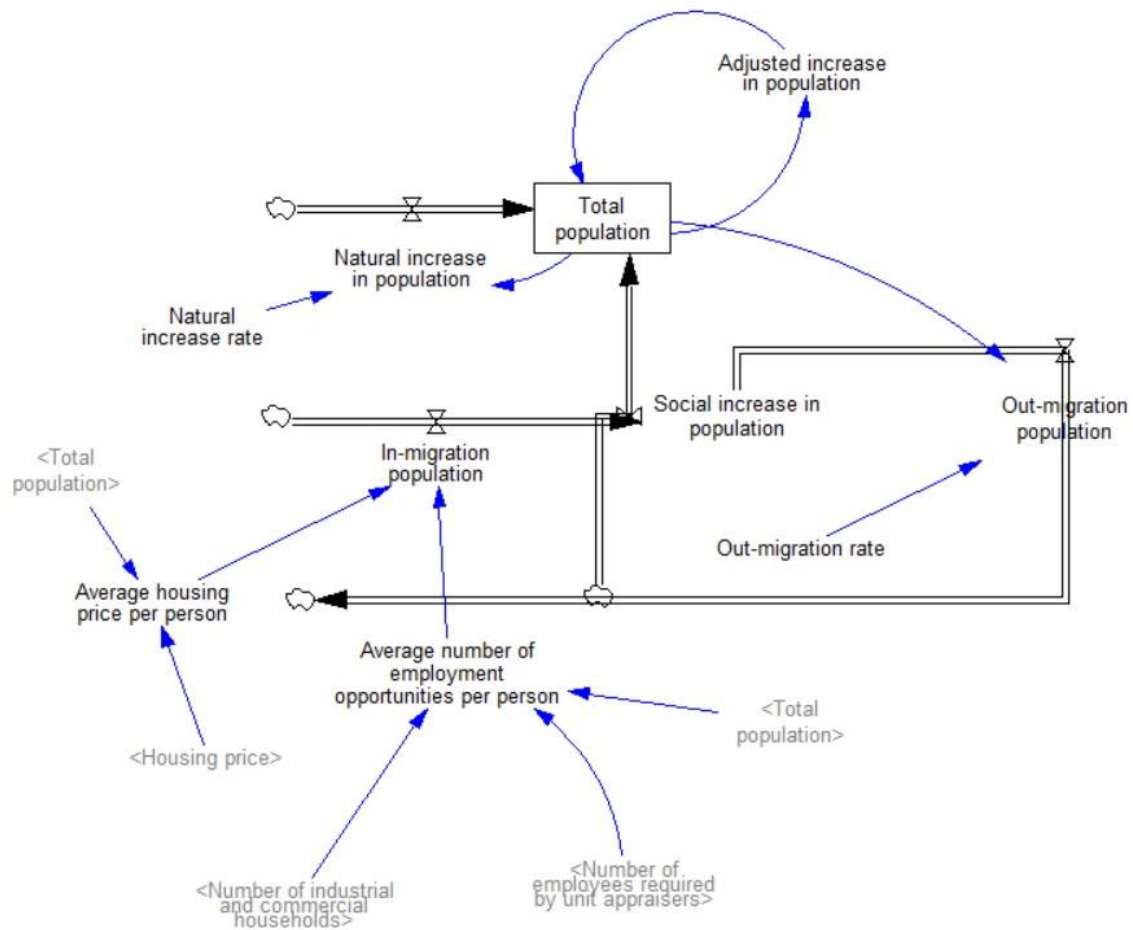 Adjusted increase
in population
Total
population
Natural increase
in population
Natural
increase rate
Social increase in
population
Out-migration
population
In-migration
population
<Total
population>
Out-migration rate
Average housing
price per person
Average number of
employment
opportunities per person
<Total
population>
<Housing price>
<Number of industrial
and commercial
households>
<Number of
employees required
by unit appraisers>